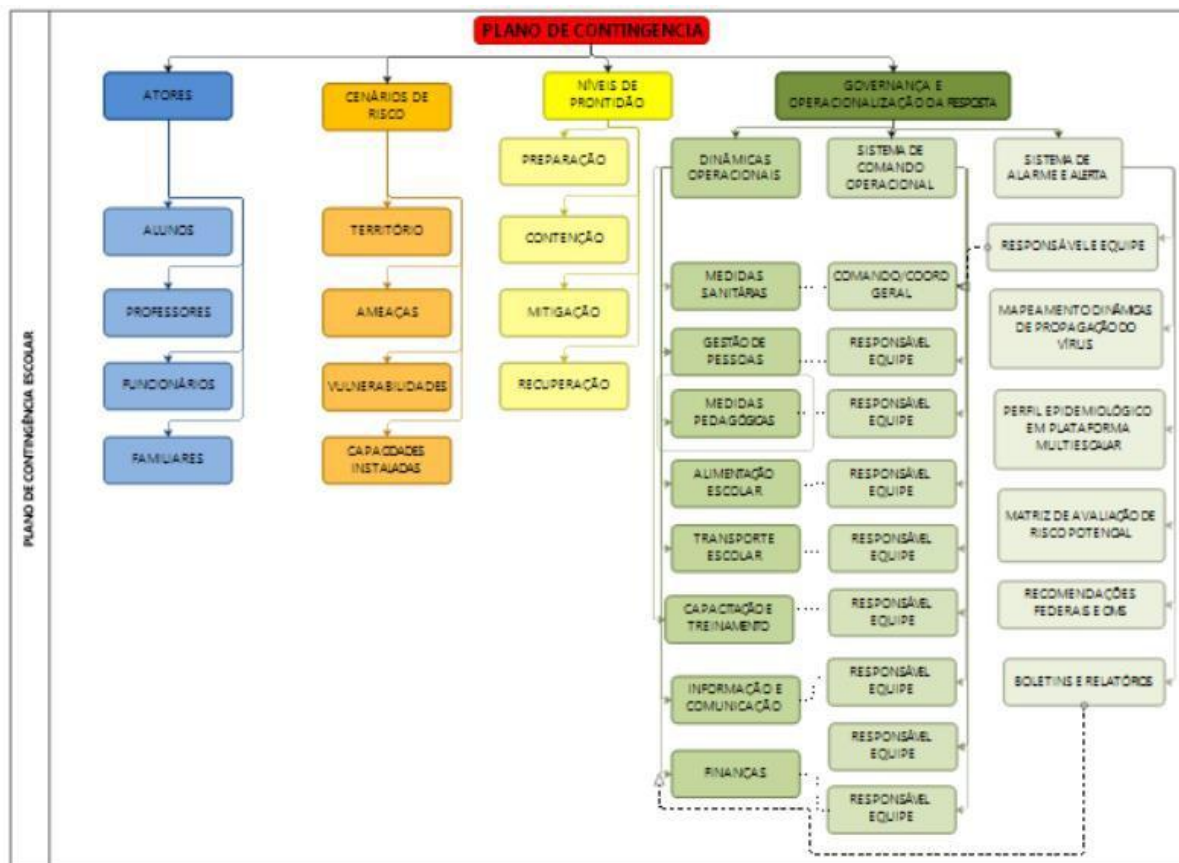 PLANO DE CONTINGENCIA
ATORES
CENÁRIOS DE
RISCO
NÍVEIS DE
PRONTIDÃO
GOVERNANÇA E
OPERACIONALIZAÇÃO DA RESPOSTA
ALUNOS
PROFESSORES
FUNCIONÁRIOS
FAMILIARES
TERRITÓRIO
AMEAÇAS
VULNERABILIDADES
CAPACIDADES
INSTALADAS
PREPARAÇÃO
CONTENÇÃO
MITIGAÇÃO
RECUPERAÇÃO
DINÂMICAS
OPERACIONAIS
MEDIDAS
SANITÁRIAS
GESTÃO DE
PESSOAS
MEDIDAS
PEDAGÓGICAS
ALIMENTAÇÃO
ESCOLAR
TRANSPORTE
ESCOLAR
CAPACITAÇÃO E
TREINAMENTO
INFORMAÇÃO E
COMUNICAÇÃO
FINANÇAS
SISTEMA DE
COMANDO
OPERACIONAL
COMANDO/COORD
GERAL
RESPONSÁVEL
EQUIPE
RESPONSÁVEL
EQUIPE
RESPONSÁVEL
EQUIPE
RESPONSÁVEL
EQUIPE
RESPONSÁVEL
EQUIPE
RESPONSÁVEL
EQUIPE
RESPONSÁVEL
EQUIPE
RESPONSÁVEL
EQUIPE
SISTEMA DE
ALARME E ALERTA
RESPONSÁVEL E EQUIPE
MAPEAMENTO DINÂMICAS
DE PROPAGAÇÃO DO
VÍRUS
PERFIL EPIDEMIOLÓGICO
EM PLATAFORMA
MULTIESCALAR
MATRIZ DE AVALIAÇÃO DE
RISCO POTENCIAL
RECOMENDAÇÕES
FEDERAIS E OMS
BOLETINS E RELATÓRIOS
PLANO DE CONTINGÊNCIA ESCOLAR